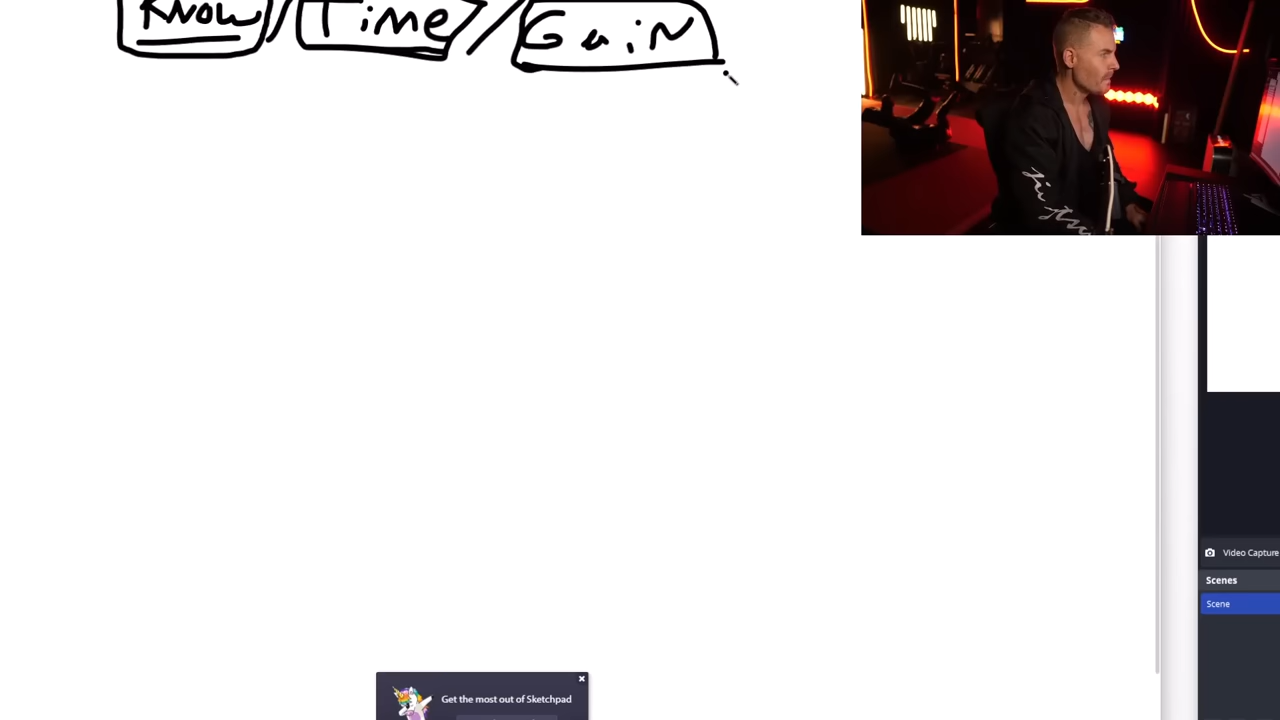 Know / Time / GaiN
Video Capture
Scenes
Scene
Get the most out of Sketchpad